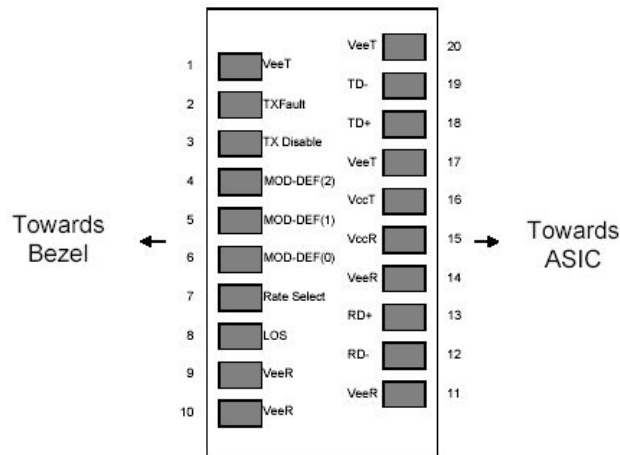 1 VeeT
2 TXFault
3 TX Disable
4 MOD-DEF(2)
5 MOD-DEF(1)
6 MOD-DEF(0)
7 Rate Select
8 LOS
9 VeeR
10 VeeR
Towards
Bezel
VeeT 20
TD- 19
TD+ 18
VeeT 17
VccT 16
VccR 15
VeeR 14
RD+ 13
RD- 12
VeeR 11
Towards
ASIC